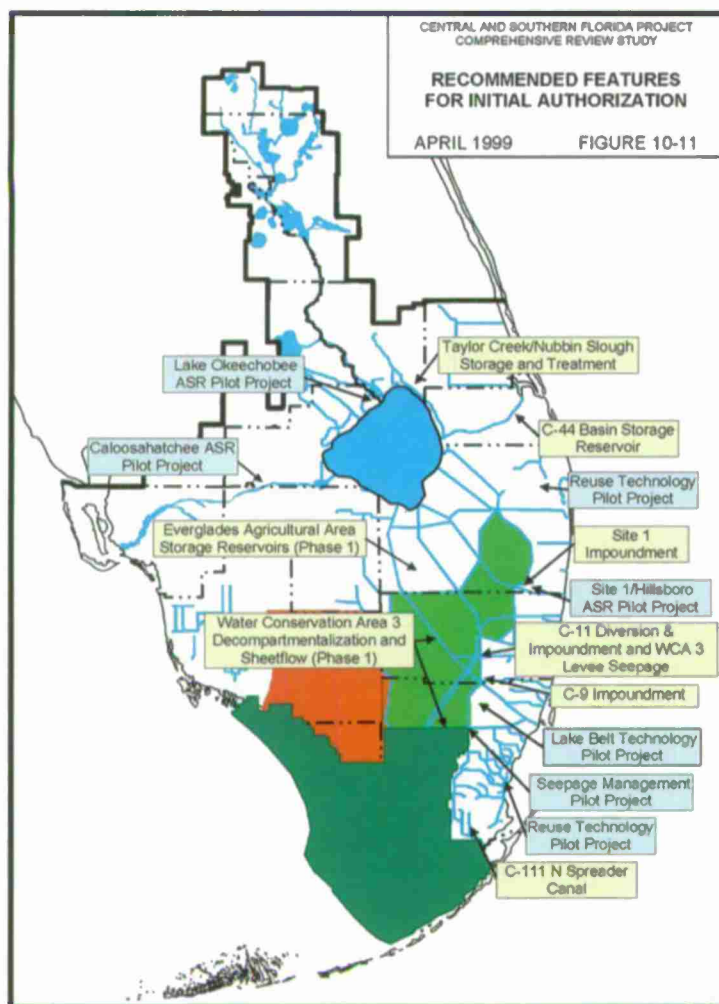 CENTRAL AND SOUTHERN FLORIDA PROJECT
COMPREHENSIVE REVIEW STUDY
RECOMMENDED FEATURES
FOR INITIAL AUTHORIZATION
APRIL 1999 FIGURE 10-11
Lake Okeechobee
ASR Pilot Project
Taylor Creek/Nubbin Slough
Storage and Treatment
C-44 Basin Storage
Reservoir
Caloosahatchee ASR
Pilot Project
Reuse Technology
Pilot Project
Everglades Agricultural Area
Storage Reservoirs (Phase 1)
Site 1
Impoundment
Site 1/Hillsboro
ASR Pilot Project
Water Conservation Area 3
Decompartmentalization and
Sheetflow (Phase 1)
C-11 Diversion &
Impoundment and WCA 3
Levee Seepage
C-9 Impoundment
Lake Belt Technology
Pilot Project
Seepage Management
Pilot Project
Reuse Technology
Pilot Project
C-111 N Spreader
Canal